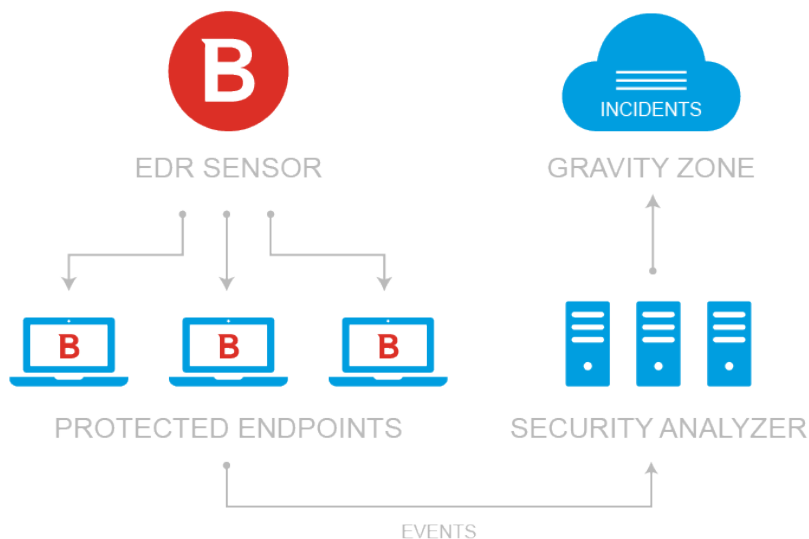 B
INCIDENTS
EDR SENSOR
GRAVITY ZONE
B
B
B
PROTECTED ENDPOINTS
SECURITY ANALYZER
EVENTS